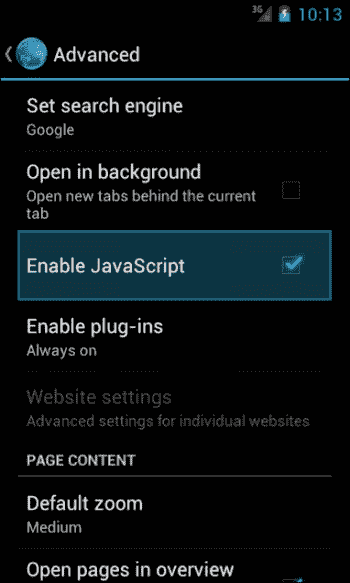 3G 10:13
Advanced
Set search engine
Google
Open in background
Open new tabs behind the current
tab
Enable JavaScript
Enable plug-ins
Always on
Website settings
Advanced settings for individual websites
PAGE CONTENT
Default zoom
Medium
Open pages in overview